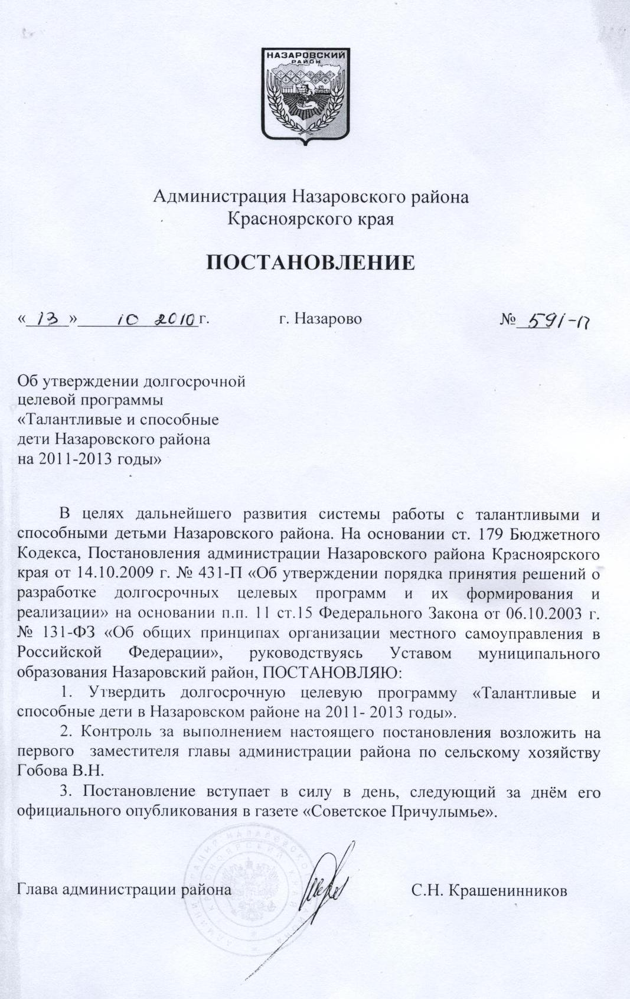 НАЗАРОВСКИЙ
РАЙОН
Администрация Назаровского района
Красноярского края
ПОСТАНОВЛЕНИЕ
« 13 » 10 2010 г. г. Назарово № 591-П
Об утверждении долгосрочной
целевой программы
«Талантливые и способные
дети Назаровского района
на 2011-2013 годы»
В целях дальнейшего развития системы работы с талантливыми и
способными детьми Назаровского района. На основании ст. 179 Бюджетного
Кодекса, Постановления администрации Назаровского района Красноярского
края от 14.10.2009 г. № 431-П «Об утверждении порядка принятия решений о
разработке долгосрочных целевых программ и их формирования и
реализации» на основании п.п. 11 ст.15 Федерального Закона от 06.10.2003 г.
№ 131-ФЗ «Об общих принципах организации местного самоуправления в
Российской Федерации», руководствуясь Уставом муниципального
образования Назаровский район, ПОСТАНОВЛЯЮ:
1. Утвердить долгосрочную целевую программу «Талантливые и
способные дети в Назаровском районе на 2011- 2013 годы».
2. Контроль за выполнением настоящего постановления возложить на
первого заместителя главы администрации района по сельскому хозяйству
Гобова В.Н.
3. Постановление вступает в силу в день, следующий за днём его
официального опубликования в газете «Советское Причулымье».
Глава администрации района С.Н. Крашенинников
АДМИНИСТРАЦИЯ НАЗАРОВСКОГО РАЙОНА
КРАСНОЯРСКИЙ КРАЙ